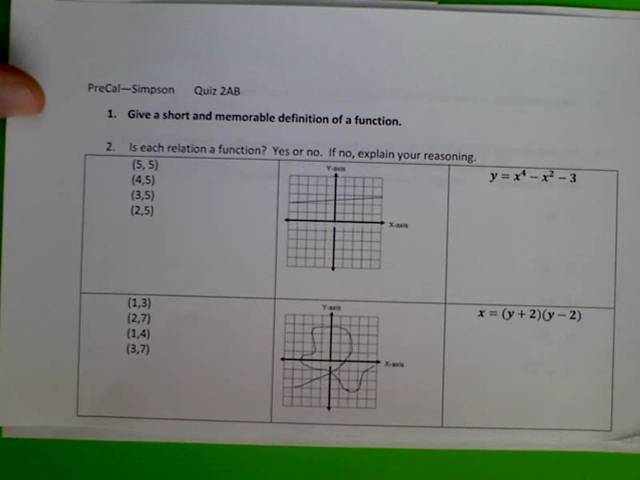 PreCal—Simpson Quiz 2AB
1. Give a short and memorable definition of a function.
2. Is each relation a function? Yes or no. If no, explain your reasoning.
(5, 5)
(4,5)
(3,5)
(2,5)
Y-axis
X-axis
y = x⁴ – x² – 3
(1,3)
(2,7)
(1,4)
(3,7)
Y-axis
X-axis
x = (y + 2)(y – 2)